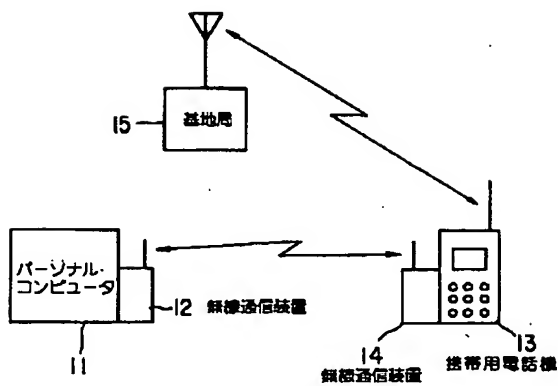 15
基地局
パーソナル・
コンピュータ
11
12 無線通信装置
14
無線通信装置
13
携帯用電話機